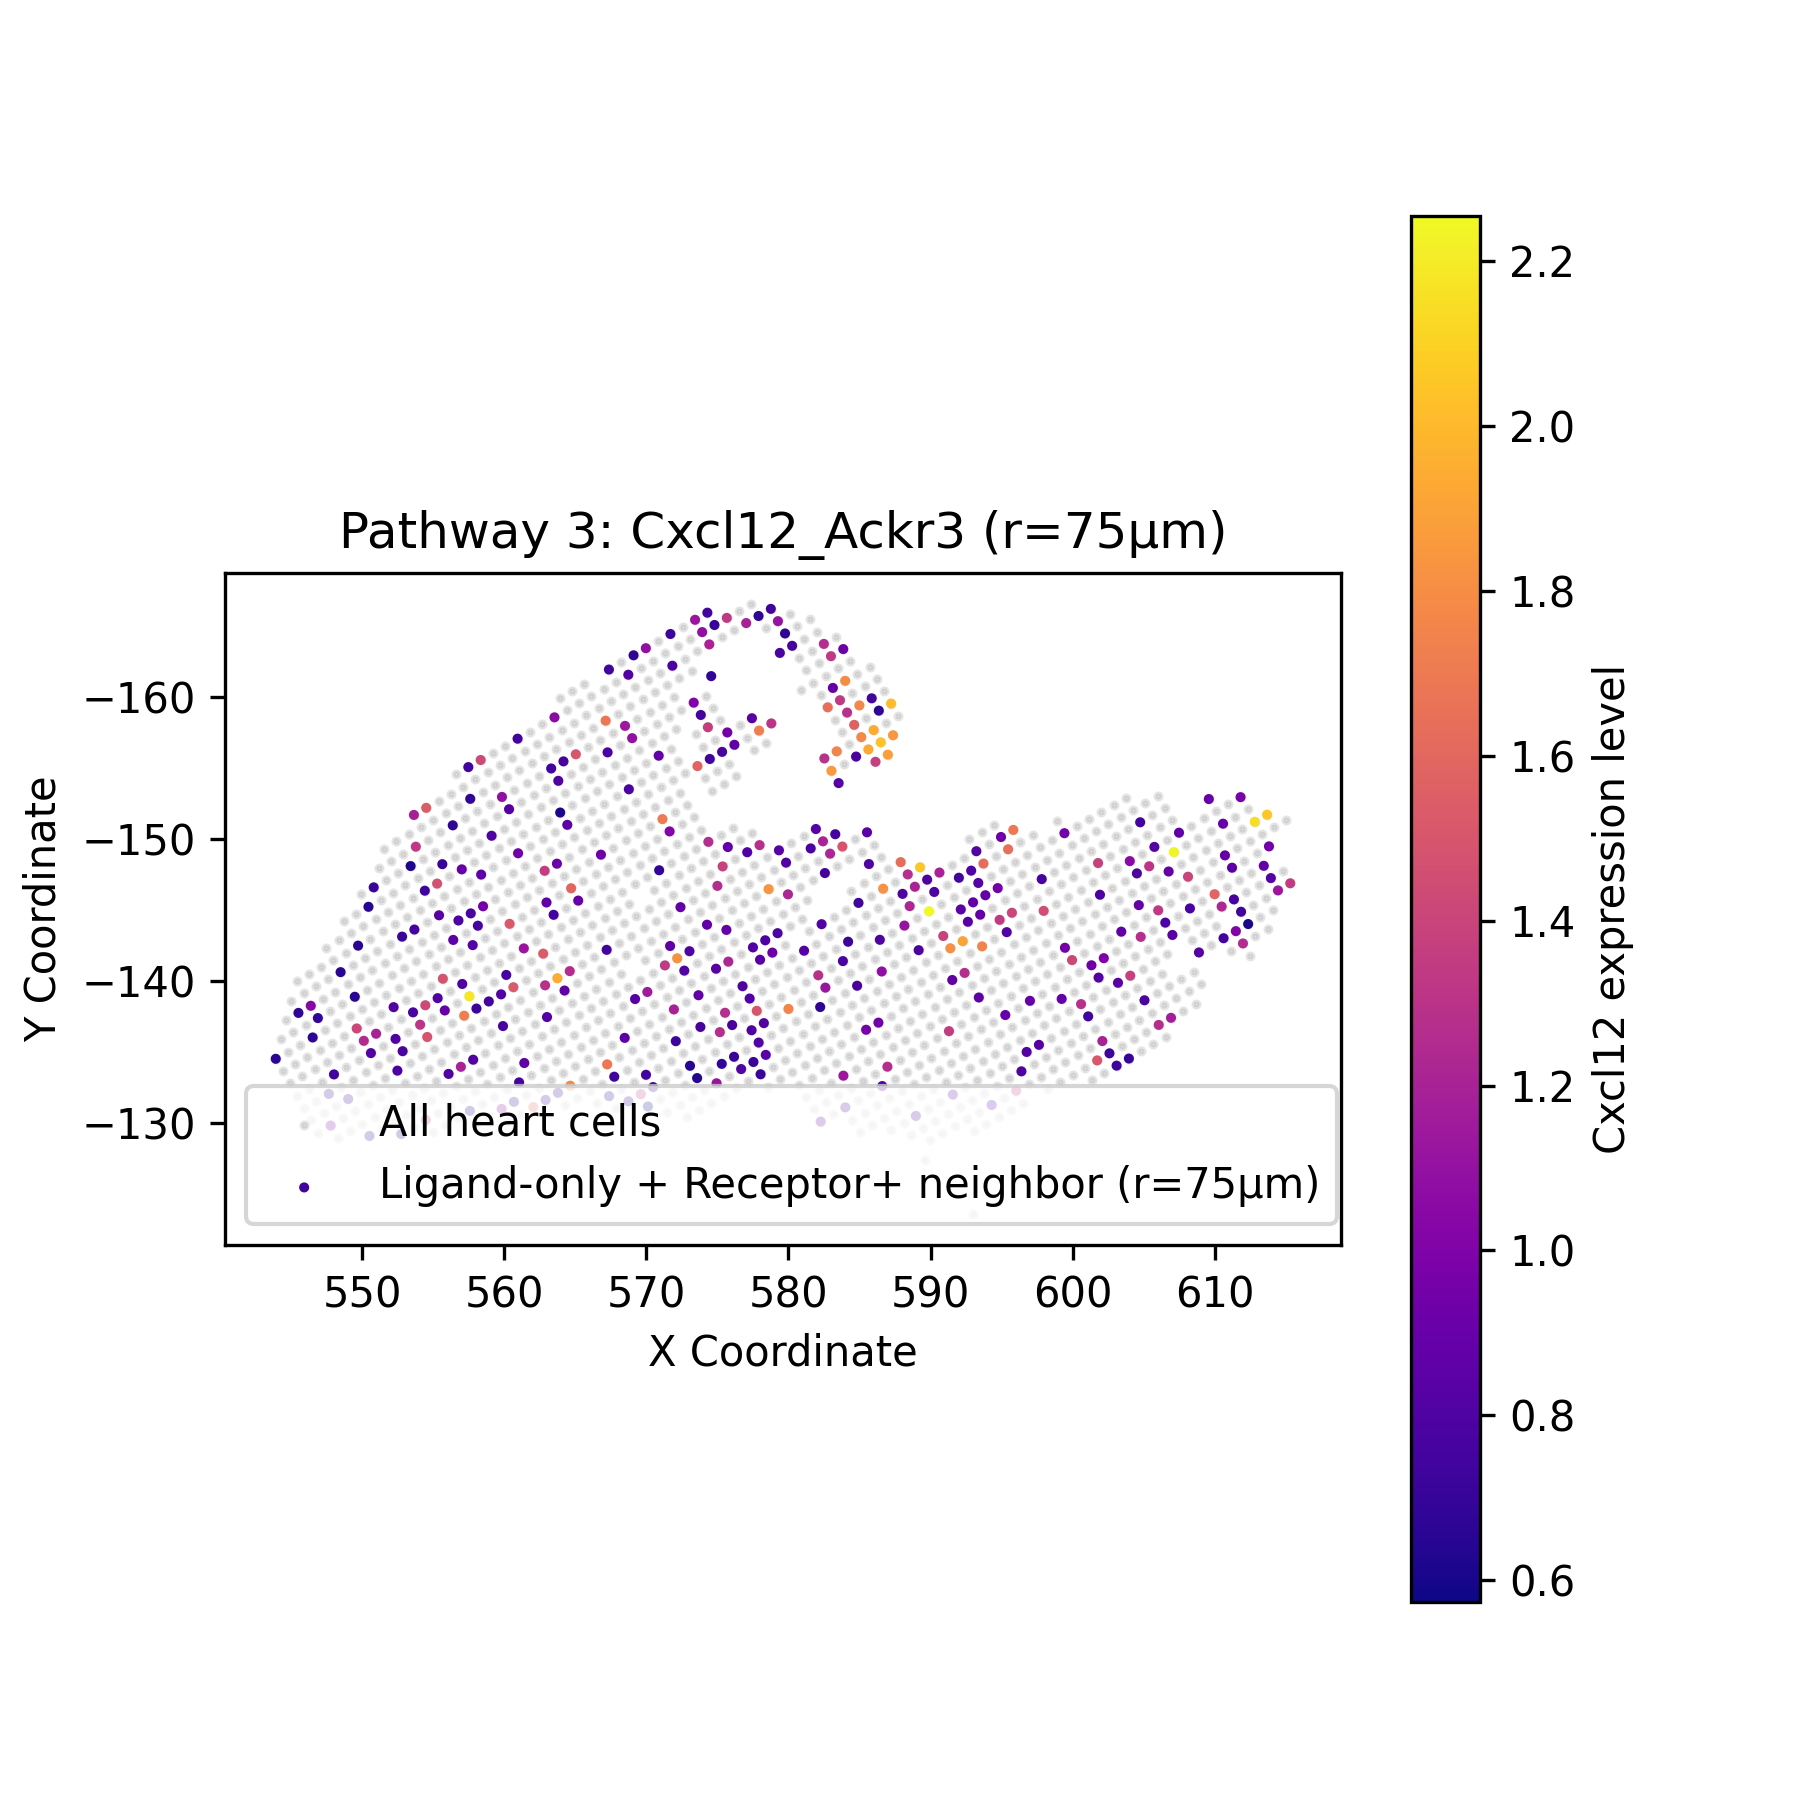 Pathway 3: Cxcl12_Ackr3 (r=75μm)
Y Coordinate
−160
−150
−140
−130
All heart cells
Ligand-only + Receptor+ neighbor (r=75μm)
550 560 570 580 590 600 610
X Coordinate
2.2
2.0
1.8
1.6
1.4
1.2
1.0
0.8
0.6
Cxcl12 expression level